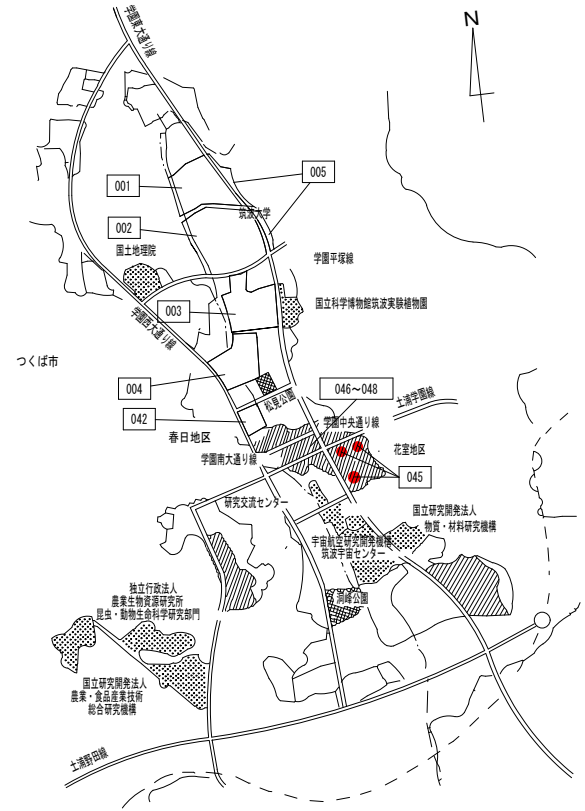 学園東大通り線
N
001
005
002
筑波大学
国土地理院
学園平塚線
003
国立科学博物館筑波実験植物園
学園西大通り線
つくば市
004
046～048
土浦学園線
松見公園
042
学園中央通り線
春日地区
花室地区
学園南大通り線
045
研究交流センター
国立研究開発法人
物質・材料研究機構
宇宙航空研究開発機構
筑波宇宙センター
独立行政法人
農業生物資源研究所
昆虫・動物生命科学研究部門
洞峰公園
国立研究開発法人
農業・食品産業技術
総合研究機構
土浦野田線